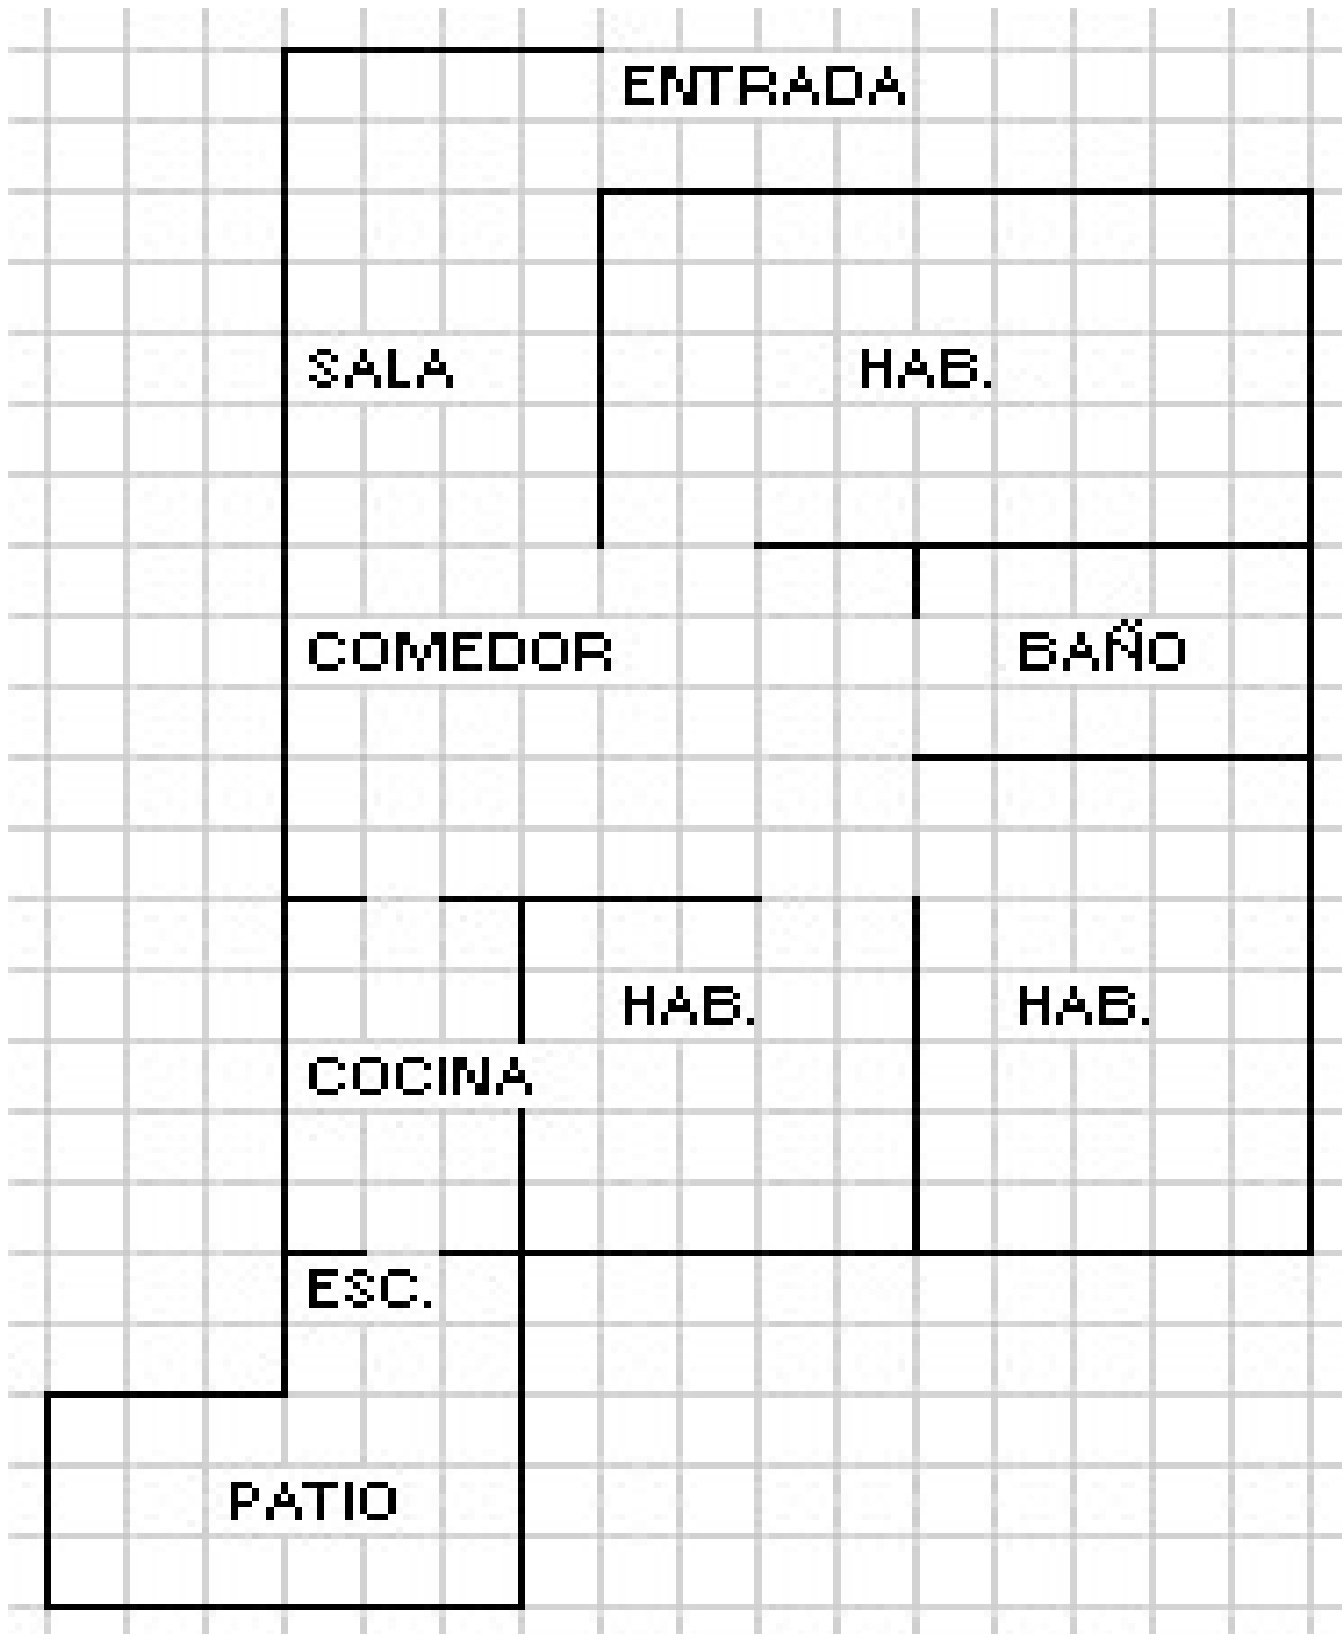 ENTRADA
SALA
HAB.
COMEDOR
BAÑO
HAB.
HAB.
COCINA
ESC.
PATIO